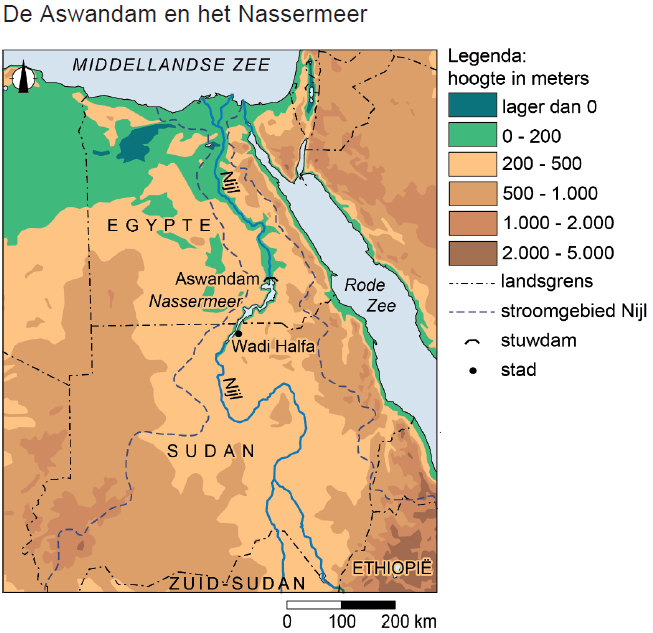 De Aswandam en het Nassermeer
MIDDELLANDSE ZEE
Nijl
EGYPTE
Aswandam
Nassermeer
Rode
Zee
Wadi Halfa
Nijl
SUDAN
ETHIOPIË
ZUID-SUDAN
Legenda:
hoogte in meters
lager dan 0
0 - 200
200 - 500
500 - 1.000
1.000 - 2.000
2.000 - 5.000
landsgrens
stroomgebied Nijl
stuwdam
stad
0 100 200 km